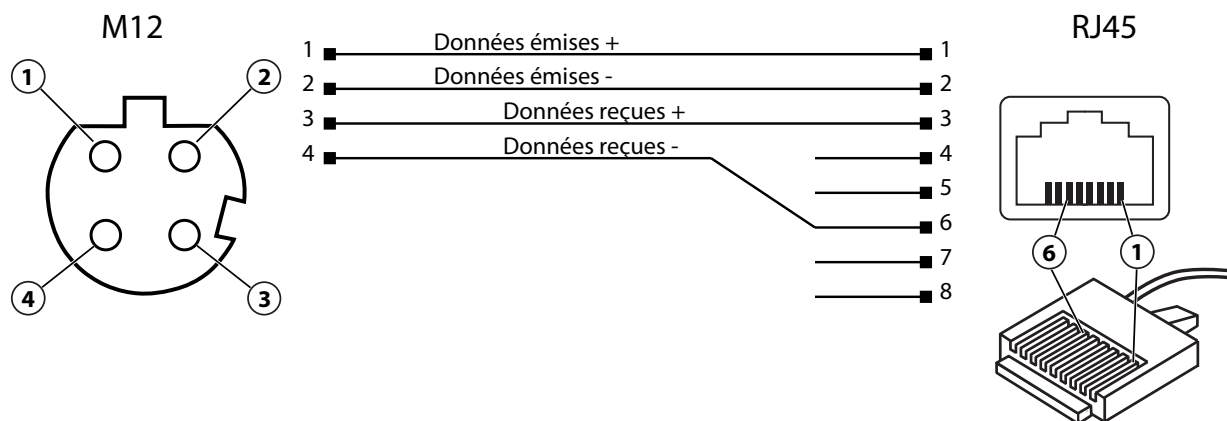 M12
RJ45
1 Données émises + 1
2 Données émises - 2
3 Données reçues + 3
4 Données reçues - 4
5
6
7
8
1
2
4
3
6
1